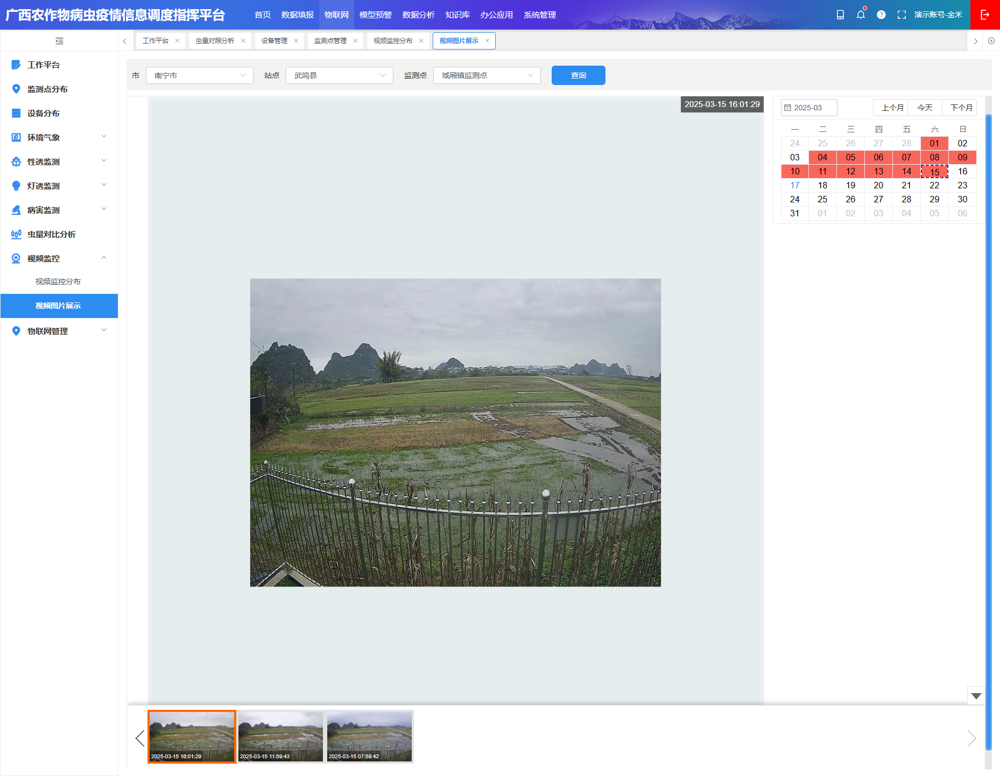 广西农作物病虫疫情信息调度指挥平台
首页 数据填报 物联网 模型预警 数据分析 知识库 办公应用 系统管理
演示账号-金禾
工作平台 虫量对照分析 设备管理 监测点管理 视频监控分布 视频图片展示
工作平台
监测点分布
设备分布
环境气象
性诱监测
灯诱监测
病害监测
虫量对比分析
视频监控
视频监控分布
视频图片展示
物联网管理
市 南宁市 站点 武鸣县 监测点 城厢镇监测点 查询
2025-03-15 16:01:29
2025-03 上个月 今天 下个月
一 二 三 四 五 六 日
24 25 26 27 28 01 02
03 04 05 06 07 08 09
10 11 12 13 14 15 16
17 18 19 20 21 22 23
24 25 26 27 28 29 30
31 01 02 03 04 05 06
2025-03-15 16:01:29
2025-03-15 11:59:43
2025-03-15 07:59:42